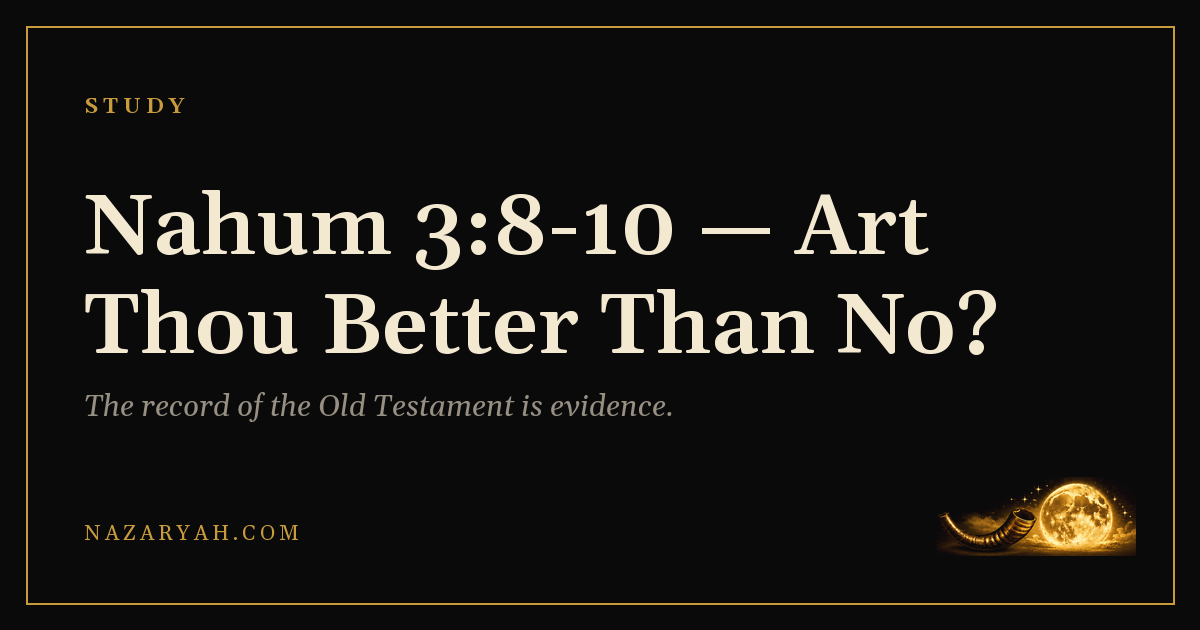 STUDY
Nahum 3:8-10 — Art
Thou Better Than No?
The record of the Old Testament is evidence.
NAZARYAH.COM